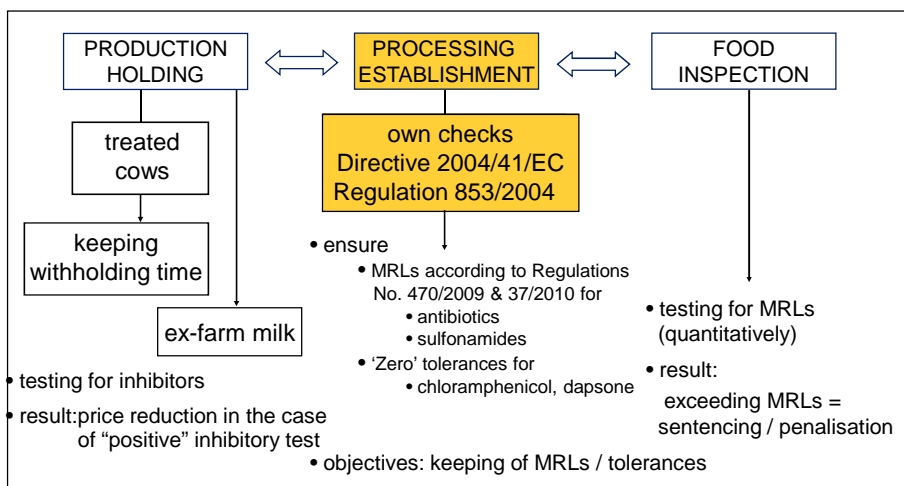 PRODUCTION
HOLDING
treated
cows
keeping
withholding time
ex-farm milk
• testing for inhibitors
• result:price reduction in the case
of “positive” inhibitory test
PROCESSING
ESTABLISHMENT
own checks
Directive 2004/41/EC
Regulation 853/2004
• ensure
• MRLs according to Regulations
No. 470/2009 & 37/2010 for
• antibiotics
• sulfonamides
• ‘Zero’ tolerances for
• chloramphenicol, dapsone
• objectives: keeping of MRLs / tolerances
FOOD
INSPECTION
• testing for MRLs
(quantitatively)
• result:
exceeding MRLs =
sentencing / penalisation